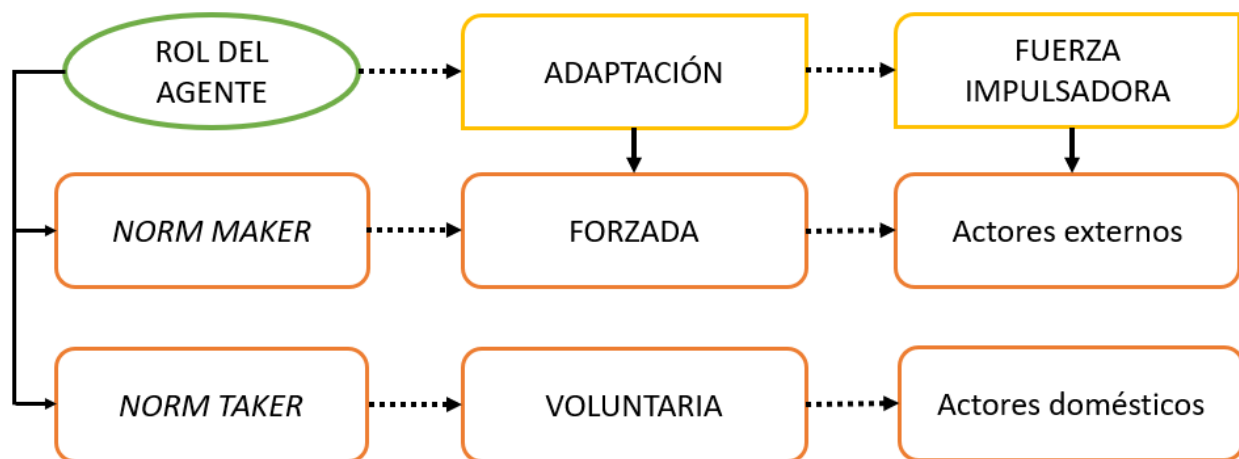 ROL DEL
AGENTE
ADAPTACIÓN
FUERZA
IMPULSADORA
NORM MAKER
FORZADA
Actores externos
NORM TAKER
VOLUNTARIA
Actores domésticos